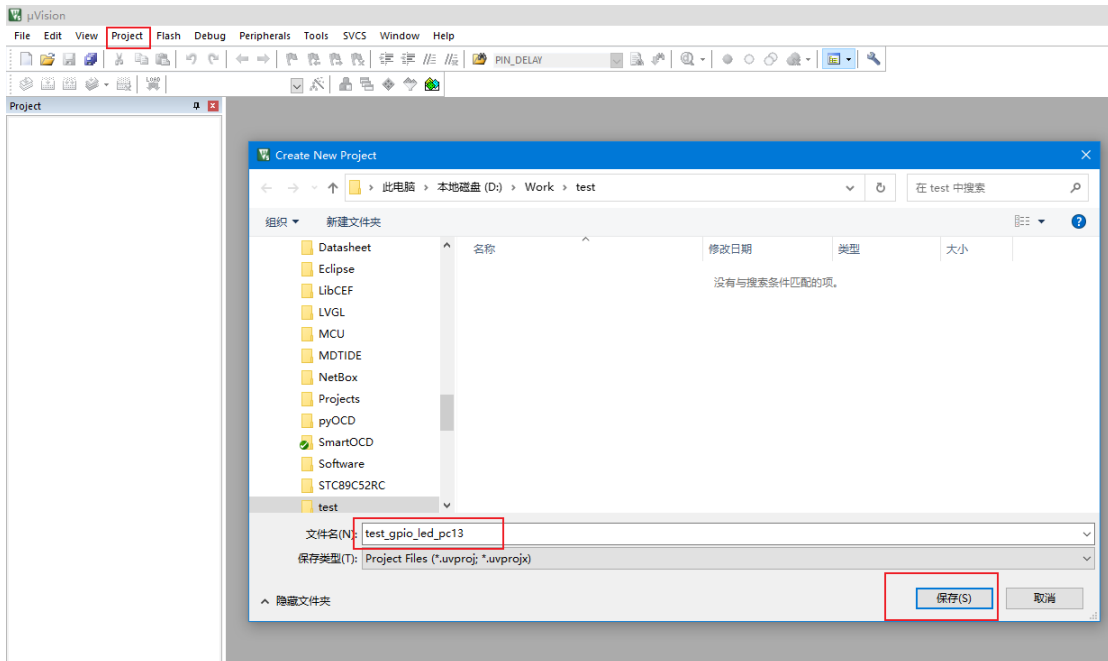 µVision
File Edit View Project Flash Debug Peripherals Tools SVCS Window Help
PIN_DELAY
LOAD
Project
Create New Project
此电脑 › 本地磁盘 (D:) › Work › test
在 test 中搜索
组织 新建文件夹
名称 修改日期 类型 大小
没有与搜索条件匹配的项。
Datasheet
Eclipse
LibCEF
LVGL
MCU
MDTIDE
NetBox
Projects
pyOCD
SmartOCD
Software
STC89C52RC
test
文件名(N): test_gpio_led_pc13
保存类型(T): Project Files (*.uvproj; *.uvprojx)
隐藏文件夹 保存(S) 取消